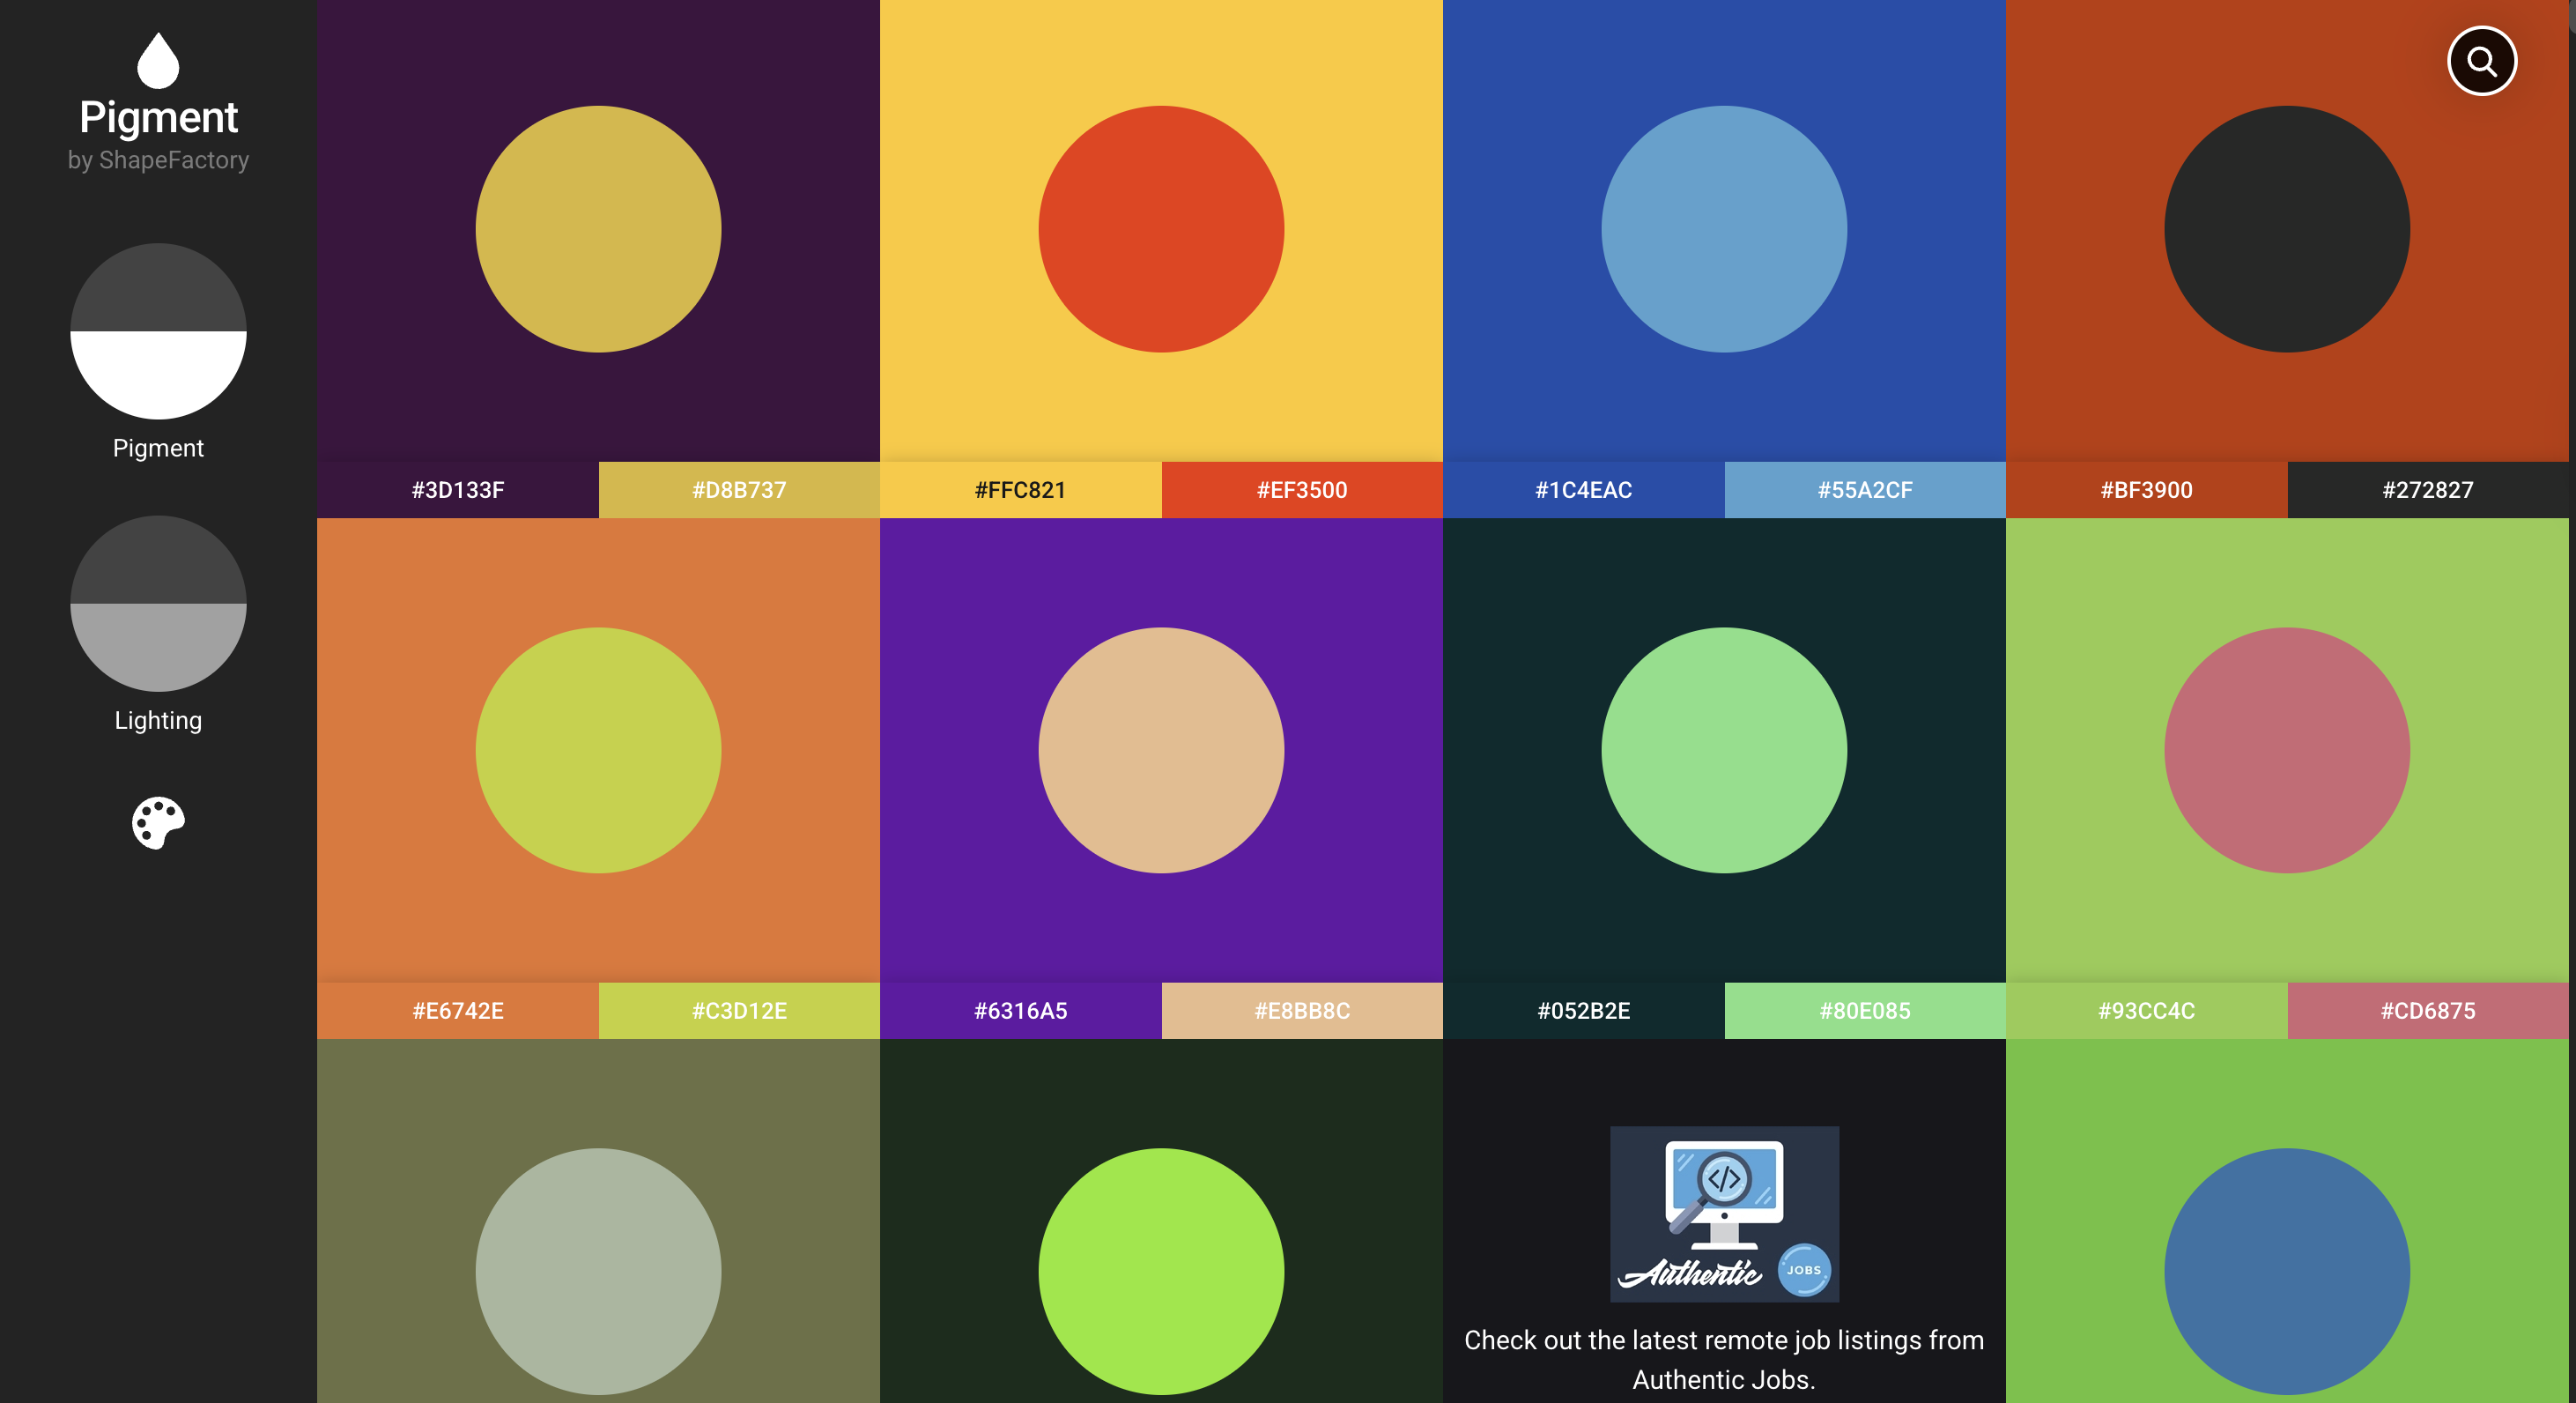 Pigment
by ShapeFactory
Pigment
Lighting
#3D133F
#D8B737
#FFC821
#EF3500
#1C4EAC
#55A2CF
#BF3900
#272827
#E6742E
#C3D12E
#6316A5
#E8BB8C
#052B2E
#80E085
#93CC4C
#CD6875
</>
Authentic
JOBS
Check out the latest remote job listings from
Authentic Jobs.